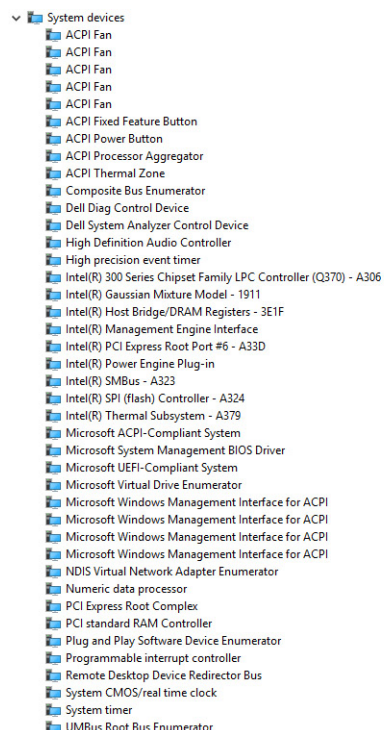 System devices
ACPI Fan
ACPI Fan
ACPI Fan
ACPI Fan
ACPI Fan
ACPI Fixed Feature Button
ACPI Power Button
ACPI Processor Aggregator
ACPI Thermal Zone
Composite Bus Enumerator
Dell Diag Control Device
Dell System Analyzer Control Device
High Definition Audio Controller
High precision event timer
Intel(R) 300 Series Chipset Family LPC Controller (Q370) - A306
Intel(R) Gaussian Mixture Model - 1911
Intel(R) Host Bridge/DRAM Registers - 3E1F
Intel(R) Management Engine Interface
Intel(R) PCI Express Root Port #6 - A33D
Intel(R) Power Engine Plug-in
Intel(R) SMBus - A323
Intel(R) SPI (flash) Controller - A324
Intel(R) Thermal Subsystem - A379
Microsoft ACPI-Compliant System
Microsoft System Management BIOS Driver
Microsoft UEFI-Compliant System
Microsoft Virtual Drive Enumerator
Microsoft Windows Management Interface for ACPI
Microsoft Windows Management Interface for ACPI
Microsoft Windows Management Interface for ACPI
Microsoft Windows Management Interface for ACPI
NDIS Virtual Network Adapter Enumerator
Numeric data processor
PCI Express Root Complex
PCI standard RAM Controller
Plug and Play Software Device Enumerator
Programmable interrupt controller
Remote Desktop Device Redirector Bus
System CMOS/real time clock
System timer
UMBus Root Bus Enumerator